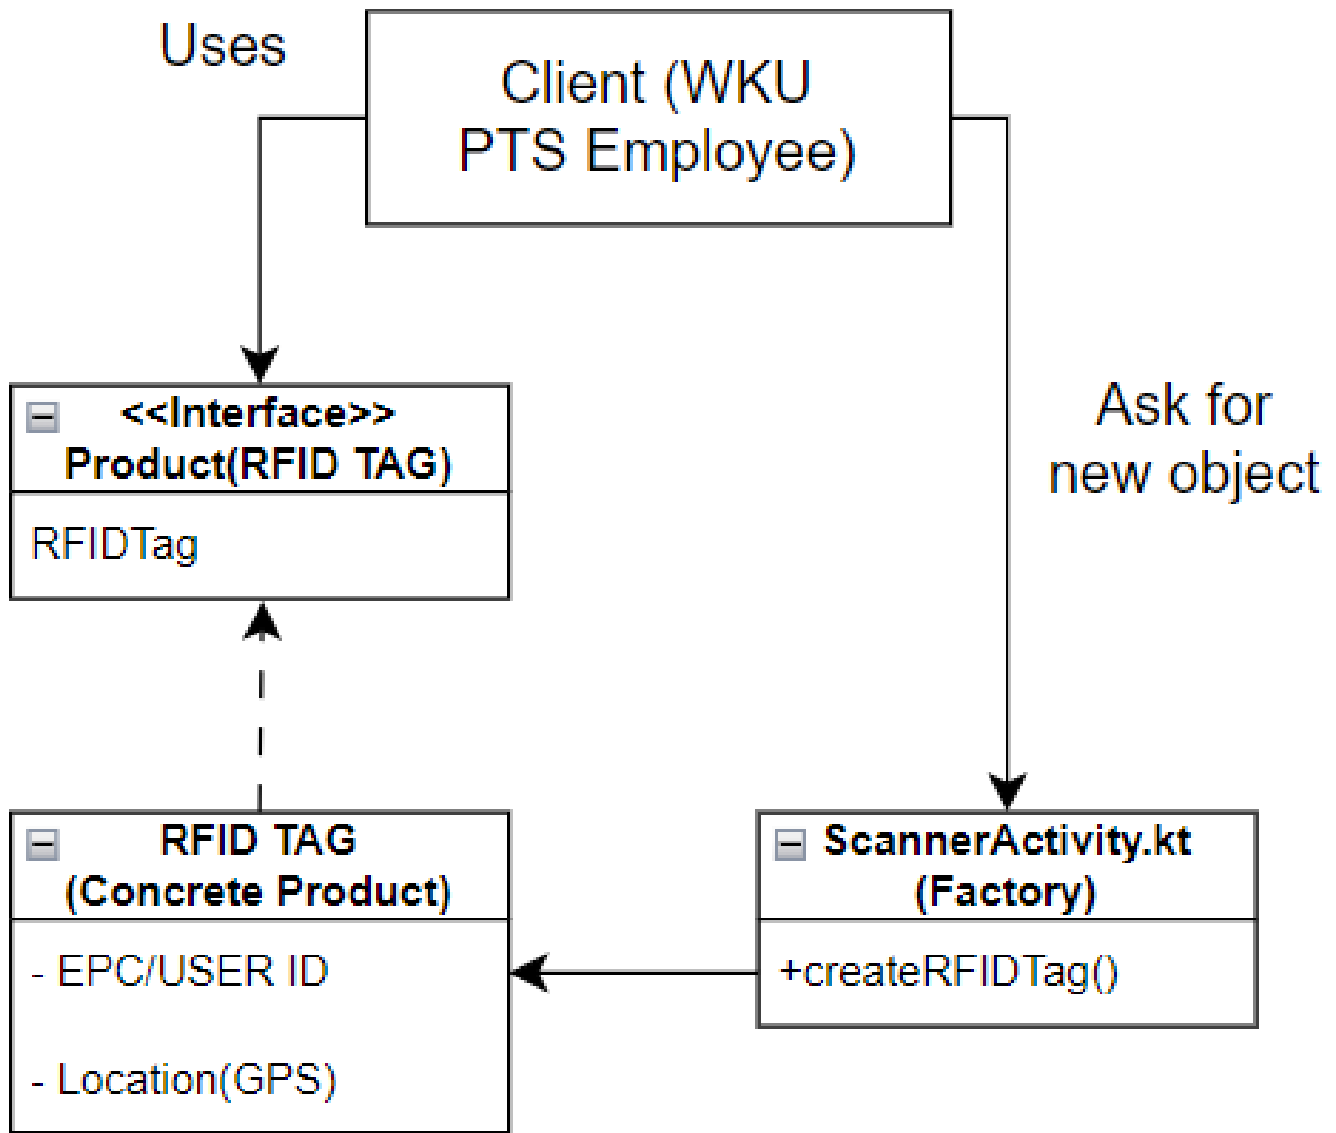 Uses
Client (WKU
PTS Employee)
<<Interface>>
Product(RFID TAG)
RFIDTag
Ask for
new object
RFID TAG
(Concrete Product)
- EPC/USER ID
- Location(GPS)
ScannerActivity.kt
(Factory)
+createRFIDTag()